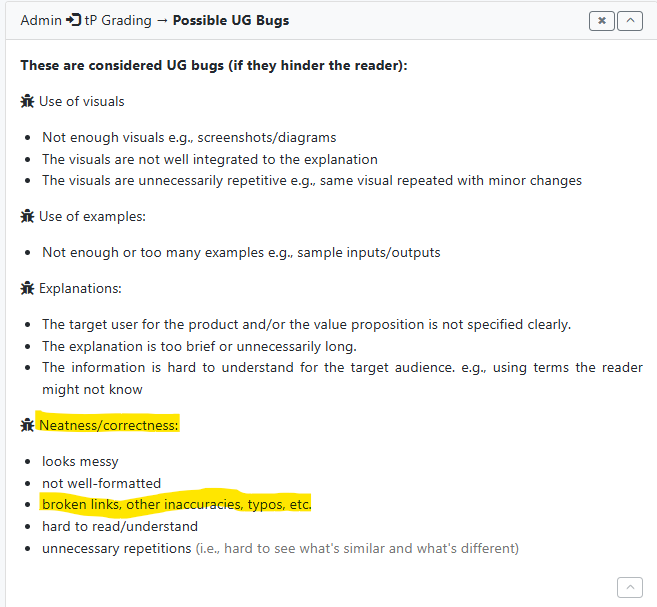 Admin tP Grading → Possible UG Bugs
These are considered UG bugs (if they hinder the reader):
Use of visuals
• Not enough visuals e.g., screenshots/diagrams
• The visuals are not well integrated to the explanation
• The visuals are unnecessarily repetitive e.g., same visual repeated with minor changes
Use of examples:
• Not enough or too many examples e.g., sample inputs/outputs
Explanations:
• The target user for the product and/or the value proposition is not specified clearly.
• The explanation is too brief or unnecessarily long.
• The information is hard to understand for the target audience. e.g., using terms the reader
might not know
Neatness/correctness:
• looks messy
• not well-formatted
• broken links, other inaccuracies, typos, etc.
• hard to read/understand
• unnecessary repetitions (i.e., hard to see what's similar and what's different)